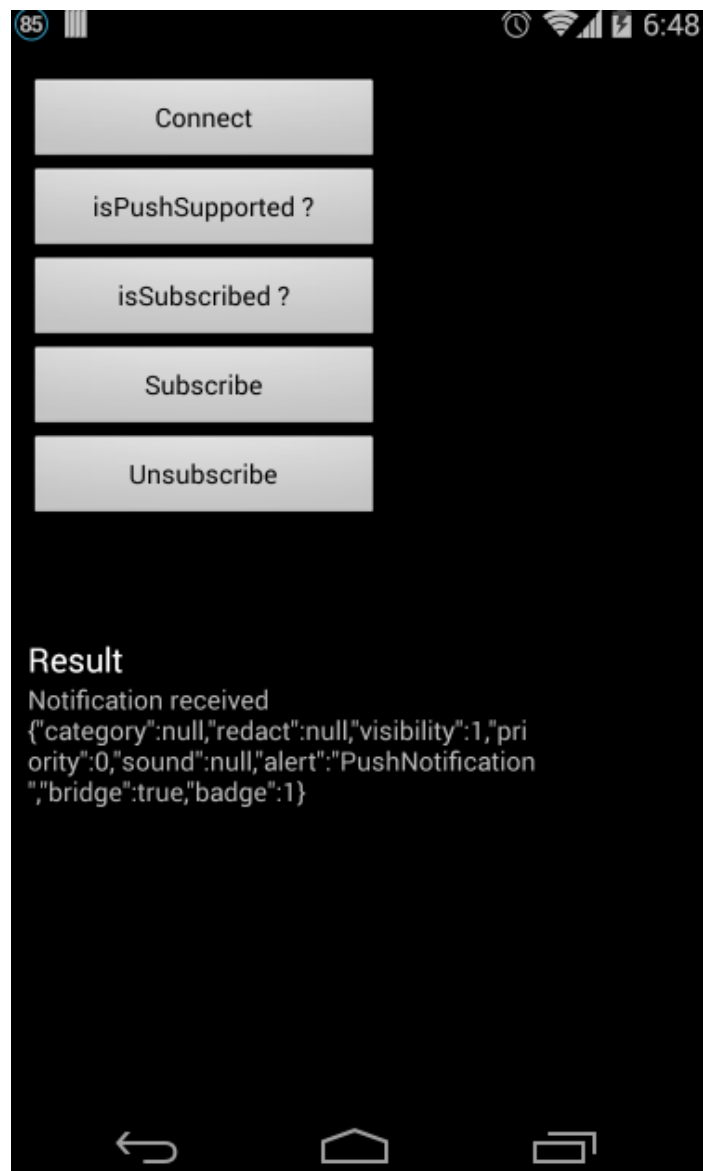 85 6:48
Connect
isPushSupported ?
isSubscribed ?
Subscribe
Unsubscribe
Result
Notification received
{"category":null,"redact":null,"visibility":1,"pri
ority":0,"sound":null,"alert":"PushNotification
","bridge":true,"badge":1}